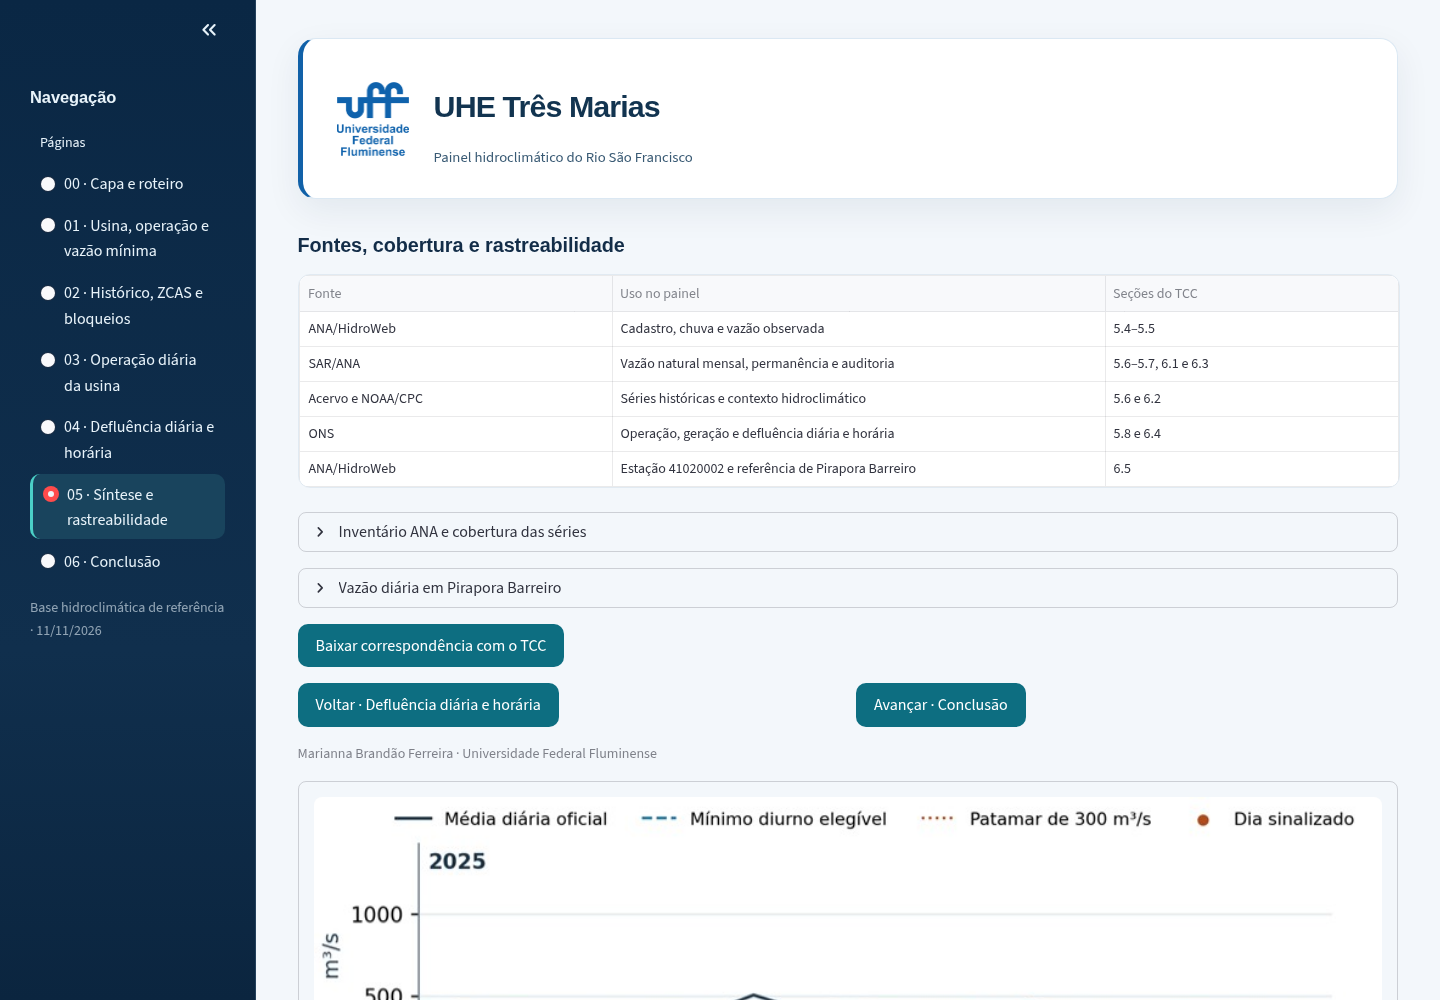 Navegação
Páginas
00 · Capa e roteiro
01 · Usina, operação e
vazão mínima
02 · Histórico, ZCAS e
bloqueios
03 · Operação diária
da usina
04 · Defluência diária e
horária
05 · Síntese e
rastreabilidade
06 · Conclusão
Base hidroclimática de referência
· 11/11/2026
uff
Universidade
Federal
Fluminense
UHE Três Marias
Painel hidroclimático do Rio São Francisco
Fontes, cobertura e rastreabilidade
Fonte Uso no painel Seções do TCC
ANA/HidroWeb Cadastro, chuva e vazão observada 5.4–5.5
SAR/ANA Vazão natural mensal, permanência e auditoria 5.6–5.7, 6.1 e 6.3
Acervo e NOAA/CPC Séries históricas e contexto hidroclimático 5.6 e 6.2
ONS Operação, geração e defluência diária e horária 5.8 e 6.4
ANA/HidroWeb Estação 41020002 e referência de Pirapora Barreiro 6.5
Inventário ANA e cobertura das séries
Vazão diária em Pirapora Barreiro
Baixar correspondência com o TCC
Voltar · Defluência diária e horária
Avançar · Conclusão
Marianna Brandão Ferreira · Universidade Federal Fluminense
Média diária oficial Mínimo diurno elegível Patamar de 300 m³/s Dia sinalizado
2025
1000
m³/s
500